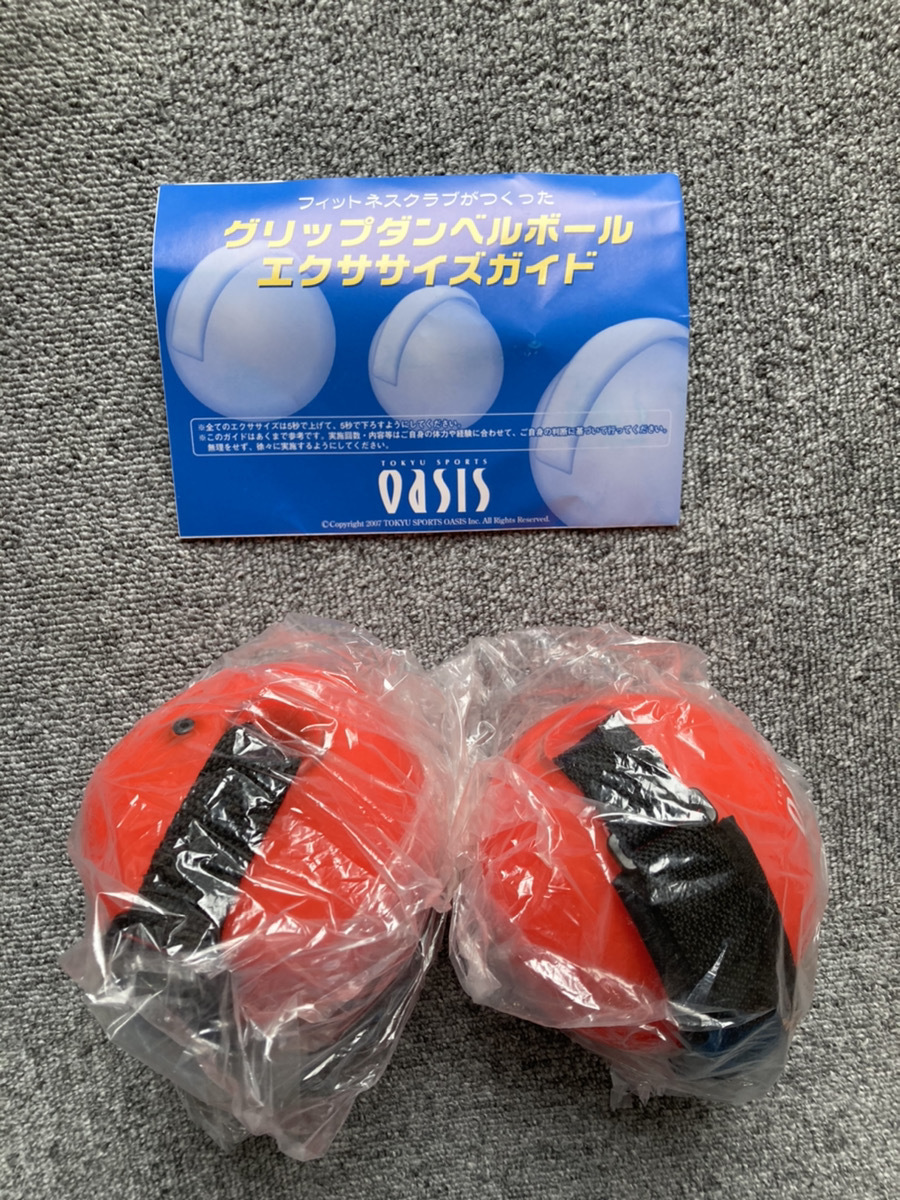 フィットネスクラブがつくった
グリップダンベルボール
エクササイズガイド
※全てのエクササイズは5秒で上げて、5秒で下ろすようにしてください。
※このガイドはあくまで参考です。実施回数・内容等はご自身の体力や経験に合わせて、ご自身の判断に基づいて行ってください。
無理をせず、徐々に実施するようにしてください。
TOKYU SPORTS
OASIS
©Copyright 2007 TOKYU SPORTS OASIS Inc. All Rights Reserved.